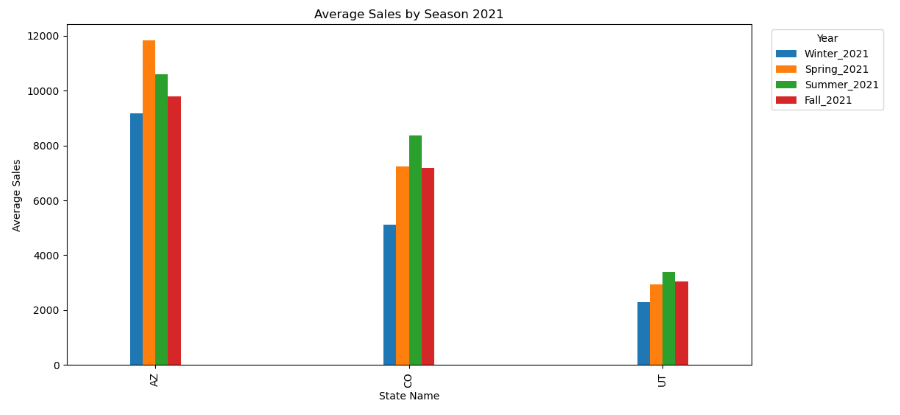 Average Sales by Season 2021
Year
Winter_2021
Spring_2021
Summer_2021
Fall_2021
12000
10000
8000
6000
4000
2000
0
Average Sales
AZ
CO
UT
State Name